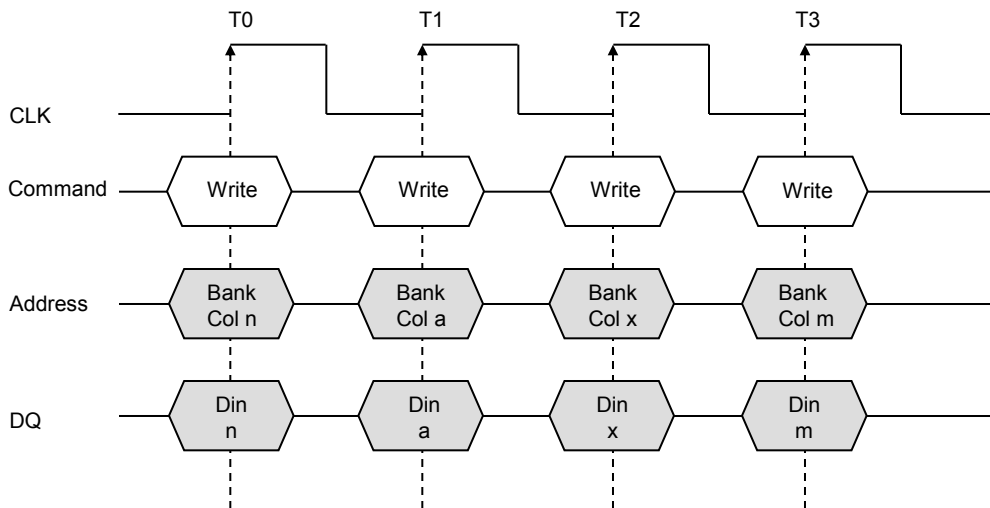 T0 T1 T2 T3
CLK
Command Write Write Write Write
Address
Bank Bank Bank Bank
Col n Col a Col x Col m
DQ
Din Din Din Din
n a x m